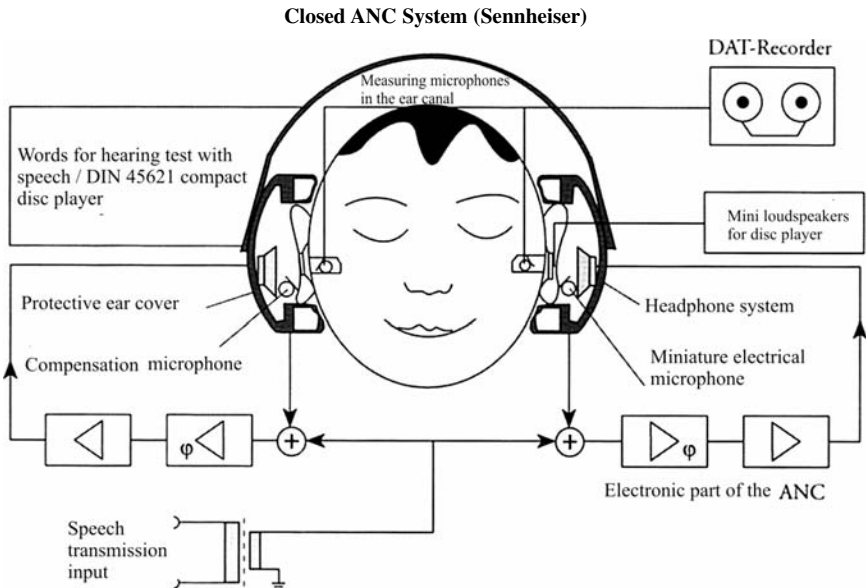 Closed ANC System (Sennheiser)
DAT-Recorder
Measuring microphones
in the ear canal
Words for hearing test with
speech / DIN 45621 compact
disc player
Mini loudspeakers
for disc player
Protective ear cover
Headphone system
Compensation microphone
Miniature electrical
microphone
φ
+
+
φ
Electronic part of the ANC
Speech
transmission
input